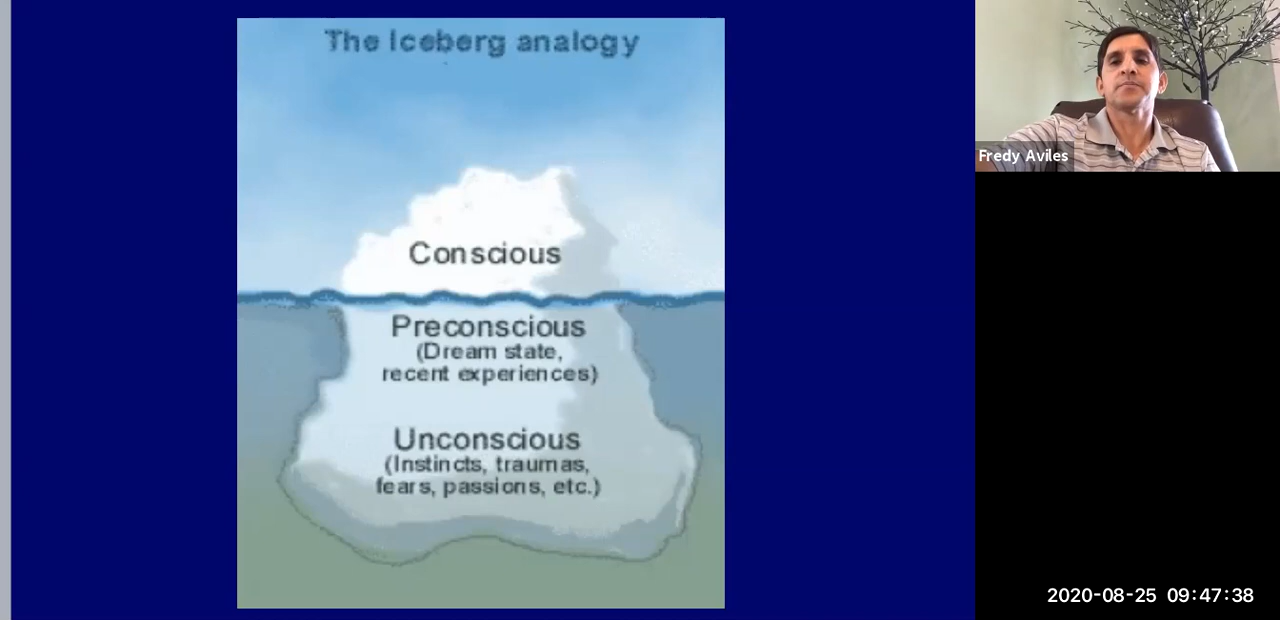 The Iceberg analogy
Conscious
Preconscious
(Dream state,
recent experiences)
Unconscious
(Instincts, traumas,
fears, passions, etc.)
Fredy Aviles
2020-08-25 09:47:38